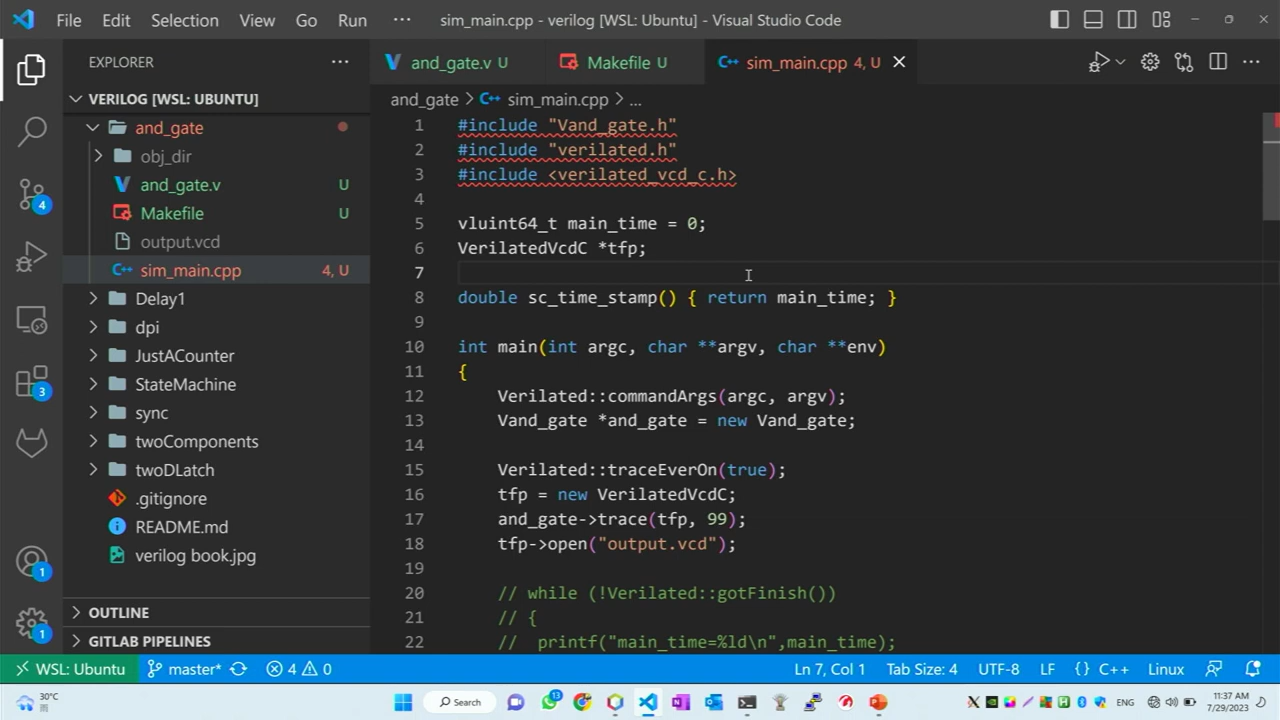 File Edit Selection View Go Run ··· sim_main.cpp - verilog [WSL: Ubuntu] - Visual Studio Code
EXPLORER ···
VERILOG [WSL: UBUNTU]
and_gate
obj_dir
and_gate.v U
Makefile U
output.vcd
sim_main.cpp 4, U
Delay1
dpi
JustACounter
StateMachine
sync
twoComponents
twoDLatch
.gitignore
README.md
verilog book.jpg
OUTLINE
GITLAB PIPELINES
4
3
1
1
and_gate.v U Makefile U sim_main.cpp 4, U
and_gate > sim_main.cpp > ...
1 #include "Vand_gate.h"
2 #include "verilated.h"
3 #include <verilated_vcd_c.h>
4
5 vluint64_t main_time = 0;
6 VerilatedVcdC *tfp;
7
8 double sc_time_stamp() { return main_time; }
9
10 int main(int argc, char **argv, char **env)
11 {
12 Verilated::commandArgs(argc, argv);
13 Vand_gate *and_gate = new Vand_gate;
14
15 Verilated::traceEverOn(true);
16 tfp = new VerilatedVcdC;
17 and_gate->trace(tfp, 99);
18 tfp->open("output.vcd");
19
20 // while (!Verilated::gotFinish())
21 // {
22 // printf("main_time=%ld\n",main_time);
WSL: Ubuntu master* 4 0 Ln 7, Col 1 Tab Size: 4 UTF-8 LF {} C++ Linux
30°C
雨
Search
13
ENG
11:37 AM
7/29/2023